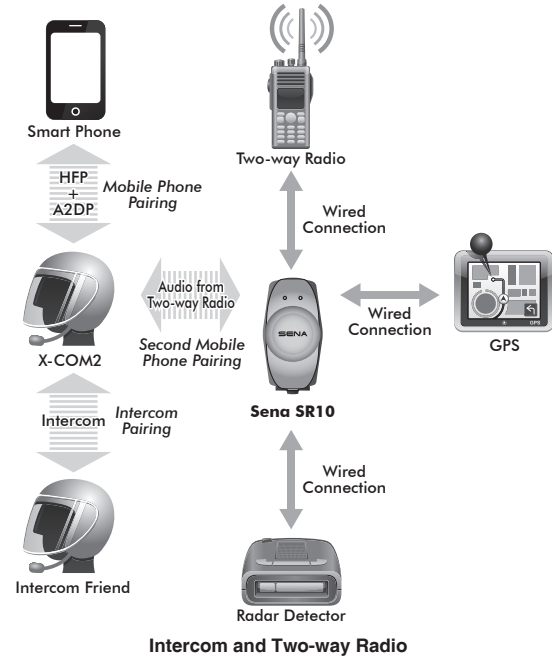 Smart Phone
Two-way Radio
HFP
+
A2DP
Mobile Phone
Pairing
Wired
Connection
Audio from
Two-way Radio
Second Mobile
Phone Pairing
X-COM2
SENA
Sena SR10
Wired
Connection
GPS
GPS
Intercom
Intercom
Pairing
Wired
Connection
Intercom Friend
Radar Detector
Intercom and Two-way Radio